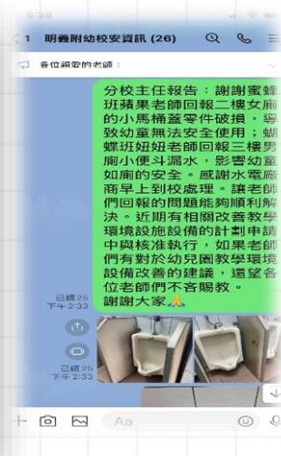 8:38
1 明義附幼校安資訊 (26)
各位親愛的老師：
分校主任報告：謝謝蜜蜂
班蘋果老師回報二樓女廁
的小馬桶蓋零件破損，導
致幼童無法安全使用；蝴
蝶班妞妞老師回報三樓男
廁小便斗漏水，影響幼童
如廁的安全。感謝水電廠
商早上到校處理。讓老師
們回報的問題能夠順利解
決。近期有相關改善教學
環境設施設備的計劃申請
中與核准執行，如果老師
們有對於幼兒園教學環境
設備改善的建議，還望各
位老師們不吝賜教。
謝謝大家🙏
已讀 25
下午 2:33
已讀 25
下午 2:33
Aa